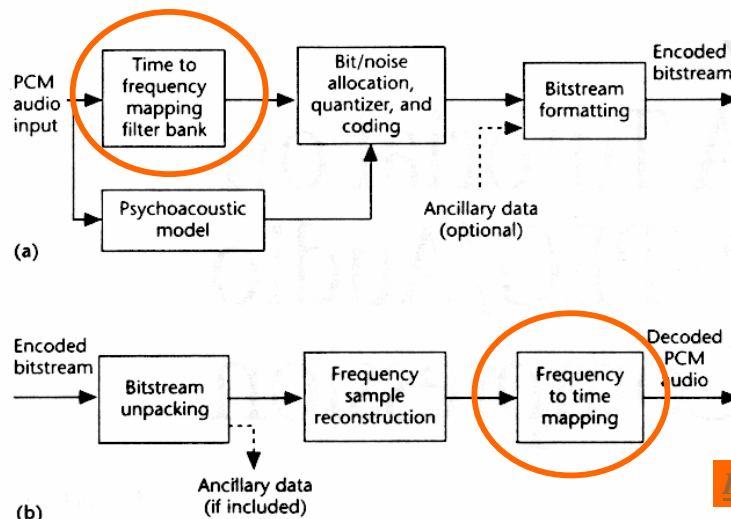 PCM
audio
input
Time to
frequency
mapping
filter bank
Bit/noise
allocation,
quantizer, and
coding
Bitstream
formatting
Encoded
bitstream
Psychoacoustic
model
Ancillary data
(optional)
(a)
Encoded
bitstream
Bitstream
unpacking
Frequency
sample
reconstruction
Frequency
to time
mapping
Decoded
PCM
audio
Ancillary data
(if included)
(b)